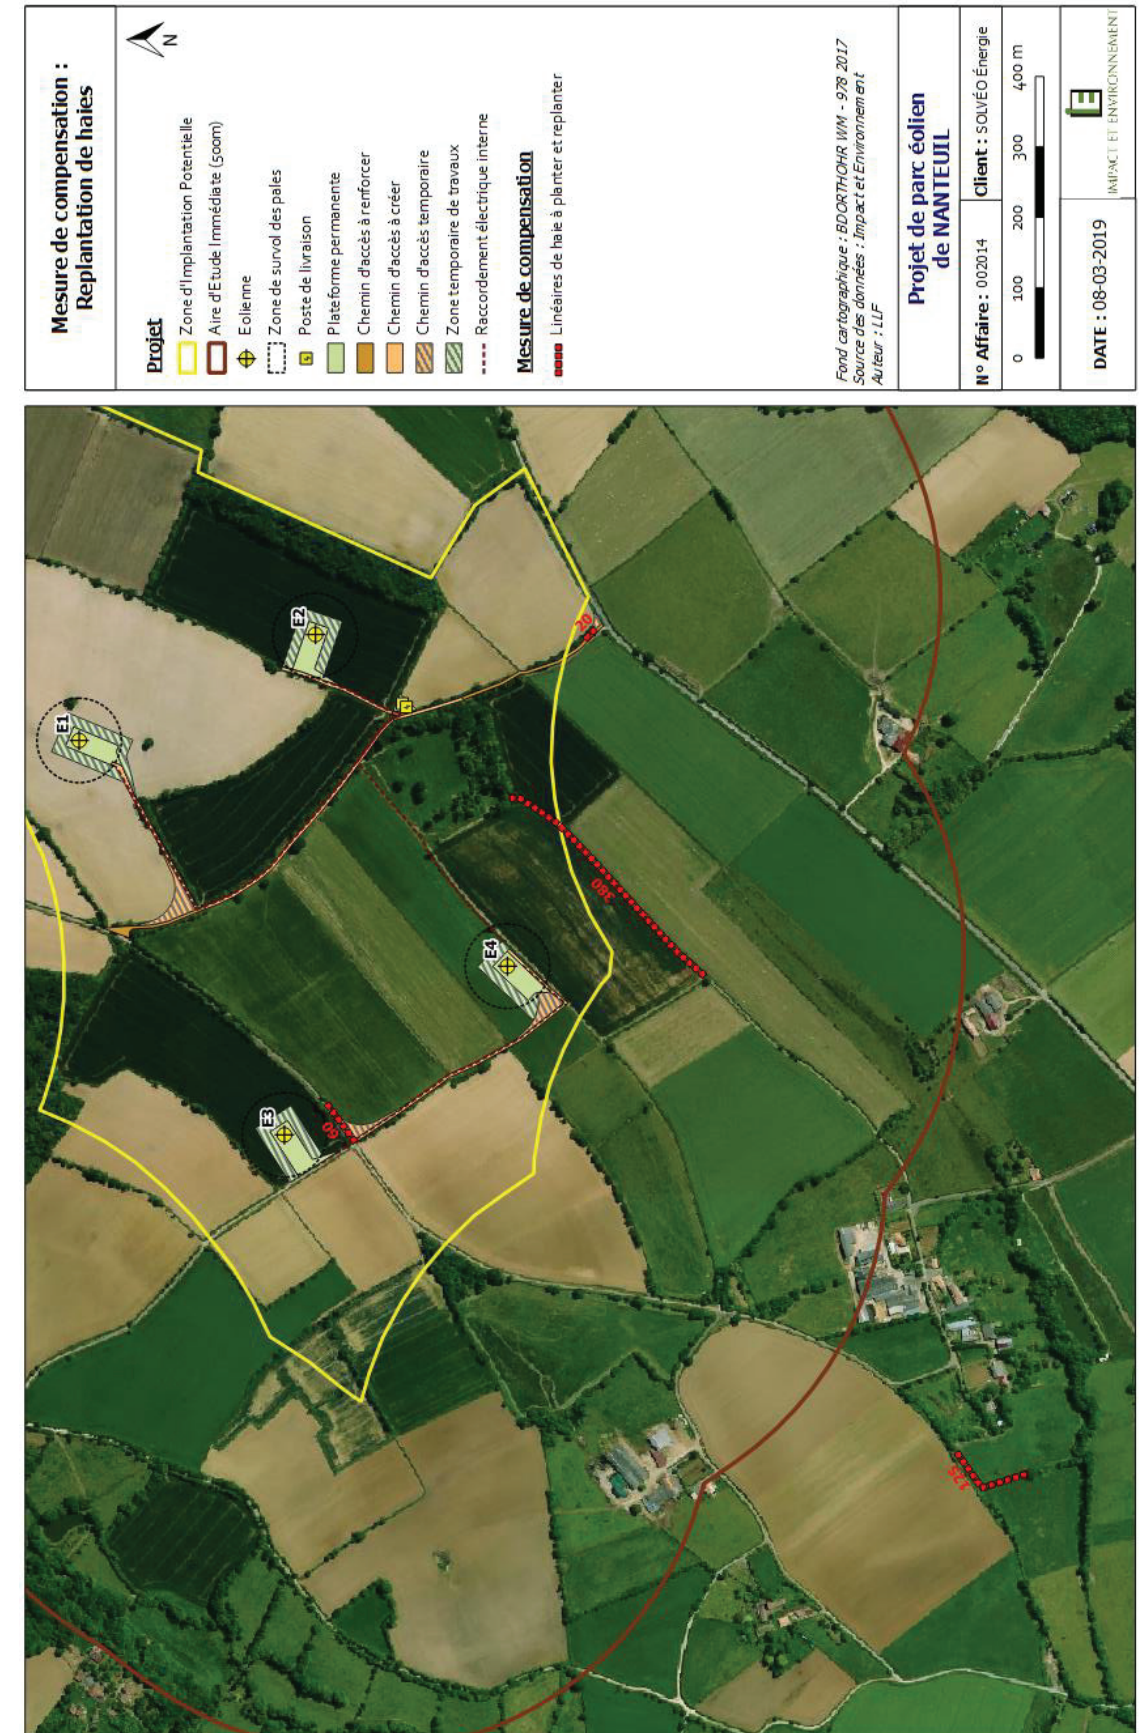 Mesure de compensation :
Replantation de haies
N
Projet
Zone d'Implantation Potentielle
Aire d'Etude Immédiate (500m)
Eolienne
Zone de survol des pales
Poste de livraison
Plateforme permanente
Chemin d'accès à renforcer
Chemin d'accès à créer
Chemin d'accès temporaire
Zone temporaire de travaux
Raccordement électrique interne
Mesure de compensation
Linéaires de haie à planter et replanter
Fond cartographique : BDORTHOHR WM - 978 2017
Source des données : Impact et Environnement
Auteur : LLF
Projet de parc éolien
de NANTEUIL
N° Affaire : 002014
Client : SOLVÉO Énergie
0 100 200 300 400 m
DATE : 08-03-2019
IE
IMPACT ET ENVIRONNEMENT
E1
E2
E3
E4
20
380
60
125